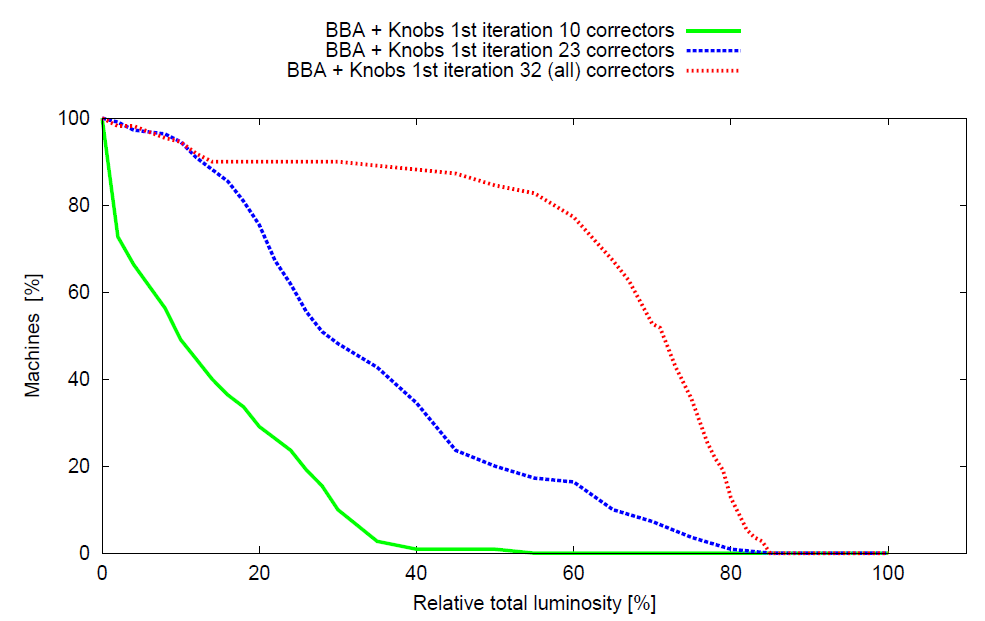 BBA + Knobs 1st iteration 10 correctors
BBA + Knobs 1st iteration 23 correctors
BBA + Knobs 1st iteration 32 (all) correctors
100
80
60
40
20
0
Machines [%]
0 20 40 60 80 100
Relative total luminosity [%]